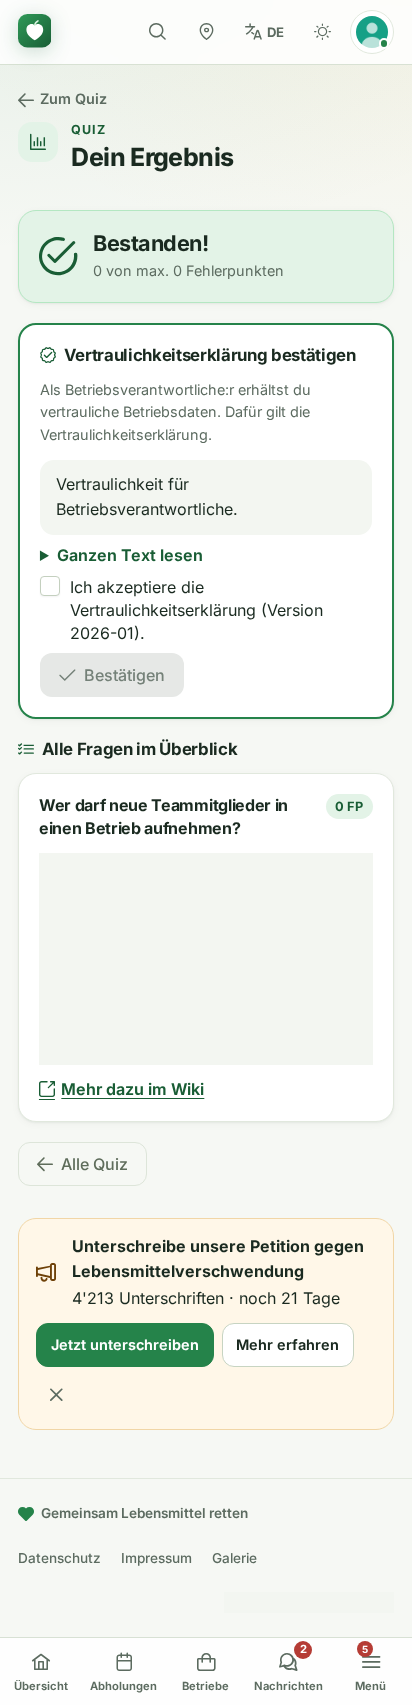 DE
Zum Quiz
QUIZ
Dein Ergebnis
Bestanden!
0 von max. 0 Fehlerpunkten
Vertraulichkeitserklärung bestätigen
Als Betriebsverantwortliche:r erhältst du
vertrauliche Betriebsdaten. Dafür gilt die
Vertraulichkeitserklärung.
Vertraulichkeit für
Betriebsverantwortliche.
Ganzen Text lesen
Ich akzeptiere die
Vertraulichkeitserklärung (Version
2026-01).
Bestätigen
Alle Fragen im Überblick
Wer darf neue Teammitglieder in
einen Betrieb aufnehmen?
0 FP
Mehr dazu im Wiki
Alle Quiz
Unterschreibe unsere Petition gegen
Lebensmittelverschwendung
4'213 Unterschriften · noch 21 Tage
Jetzt unterschreiben
Mehr erfahren
Gemeinsam Lebensmittel retten
Datenschutz Impressum Galerie
2
5
Übersicht Abholungen Betriebe Nachrichten Menü